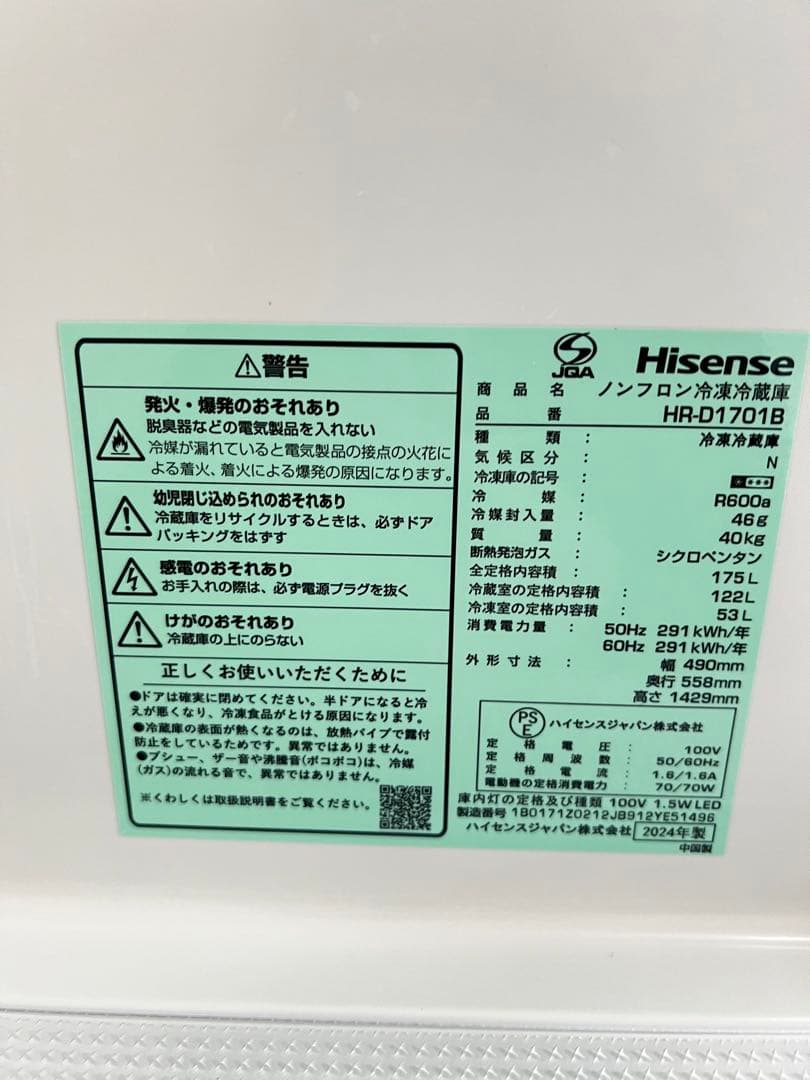 ⚠警告
発火・爆発のおそれあり
脱臭器などの電気製品を入れない
冷媒が漏れていると電気製品の接点の火花に
よる着火、着火による爆発の原因になります。
幼児閉じ込められのおそれあり
冷蔵庫をリサイクルするときは、必ずドア
パッキングをはずす
感電のおそれあり
お手入れの際は、必ず電源プラグを抜く
けがのおそれあり
冷蔵庫の上にのらない
正しくお使いいただくために
●ドアは確実に閉めてください。半ドアになると冷
えが悪くなり、冷凍食品がとける原因になります。
●冷蔵庫の表面が熱くなるのは、放熱パイプで露付
防止をしているためです。異常ではありません。
●プシュー、ザー音や沸騰音(ボコボコ)は、冷媒
(ガス)の流れる音で、異常ではありません。
※くわしくは取扱説明書をご覧ください。
JQA
Hisense
商品名 ノンフロン冷凍冷蔵庫
品番 HR-D1701B
種類： 冷凍冷蔵庫
気候区分： N
冷凍庫の記号：
冷媒： R600a
冷媒封入量： 46g
質量： 40kg
断熱発泡ガス： シクロペンタン
全定格内容積： 175L
冷蔵室の定格内容積： 122L
冷凍室の定格内容積： 53L
消費電力量： 50Hz 291kWh/年
60Hz 291kWh/年
外形寸法： 幅 490mm
奥行 558mm
高さ 1429mm
PSE ハイセンスジャパン株式会社
定格電圧： 100V
定格周波数： 50/60Hz
定格電流： 1.6/1.6A
電動機の定格消費電力： 70/70W
庫内灯の定格及び種類 100V 1.5W LED
製造番号 1B0171Z0212JB912YE51496
ハイセンスジャパン株式会社 2024年製
中国製